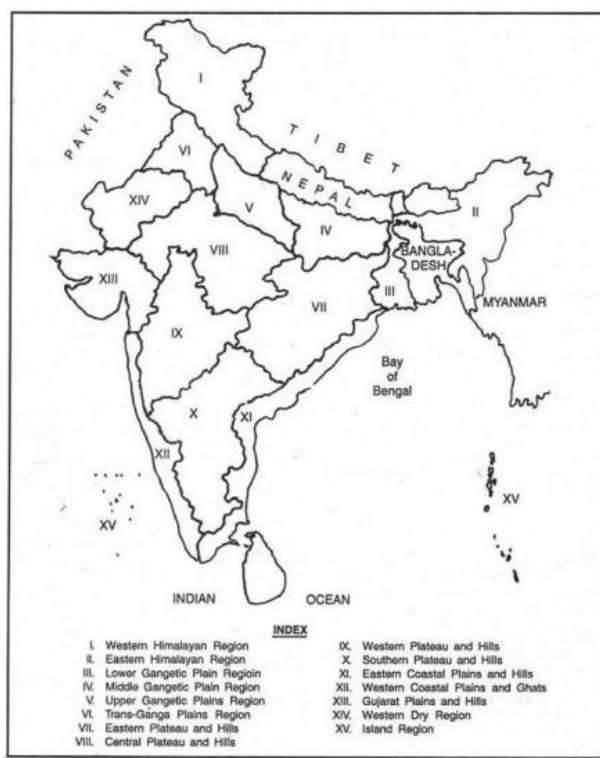 I
PAKISTAN
TIBET
NEPAL
VI
XIV
V
IV
II
VIII
BANGLA-
DESH
XIII
III
MYANMAR
VII
IX
Bay
of
Bengal
X
XI
XII
XV
XV
INDIAN OCEAN
INDEX
I. Western Himalayan Region
II. Eastern Himalayan Region
III. Lower Gangetic Plain Regioin
IV. Middle Gangetic Plain Region
V. Upper Gangetic Plains Region
VI. Trans-Ganga Plains Region
VII. Eastern Plateau and Hills
VIII. Central Plateau and Hills
IX. Western Plateau and Hills
X. Southern Plateau and Hills
XI. Eastern Coastal Plains and Hills
XII. Western Coastal Plains and Ghats
XIII. Gujarat Plains and Hills
XIV. Western Dry Region
XV. Island Region